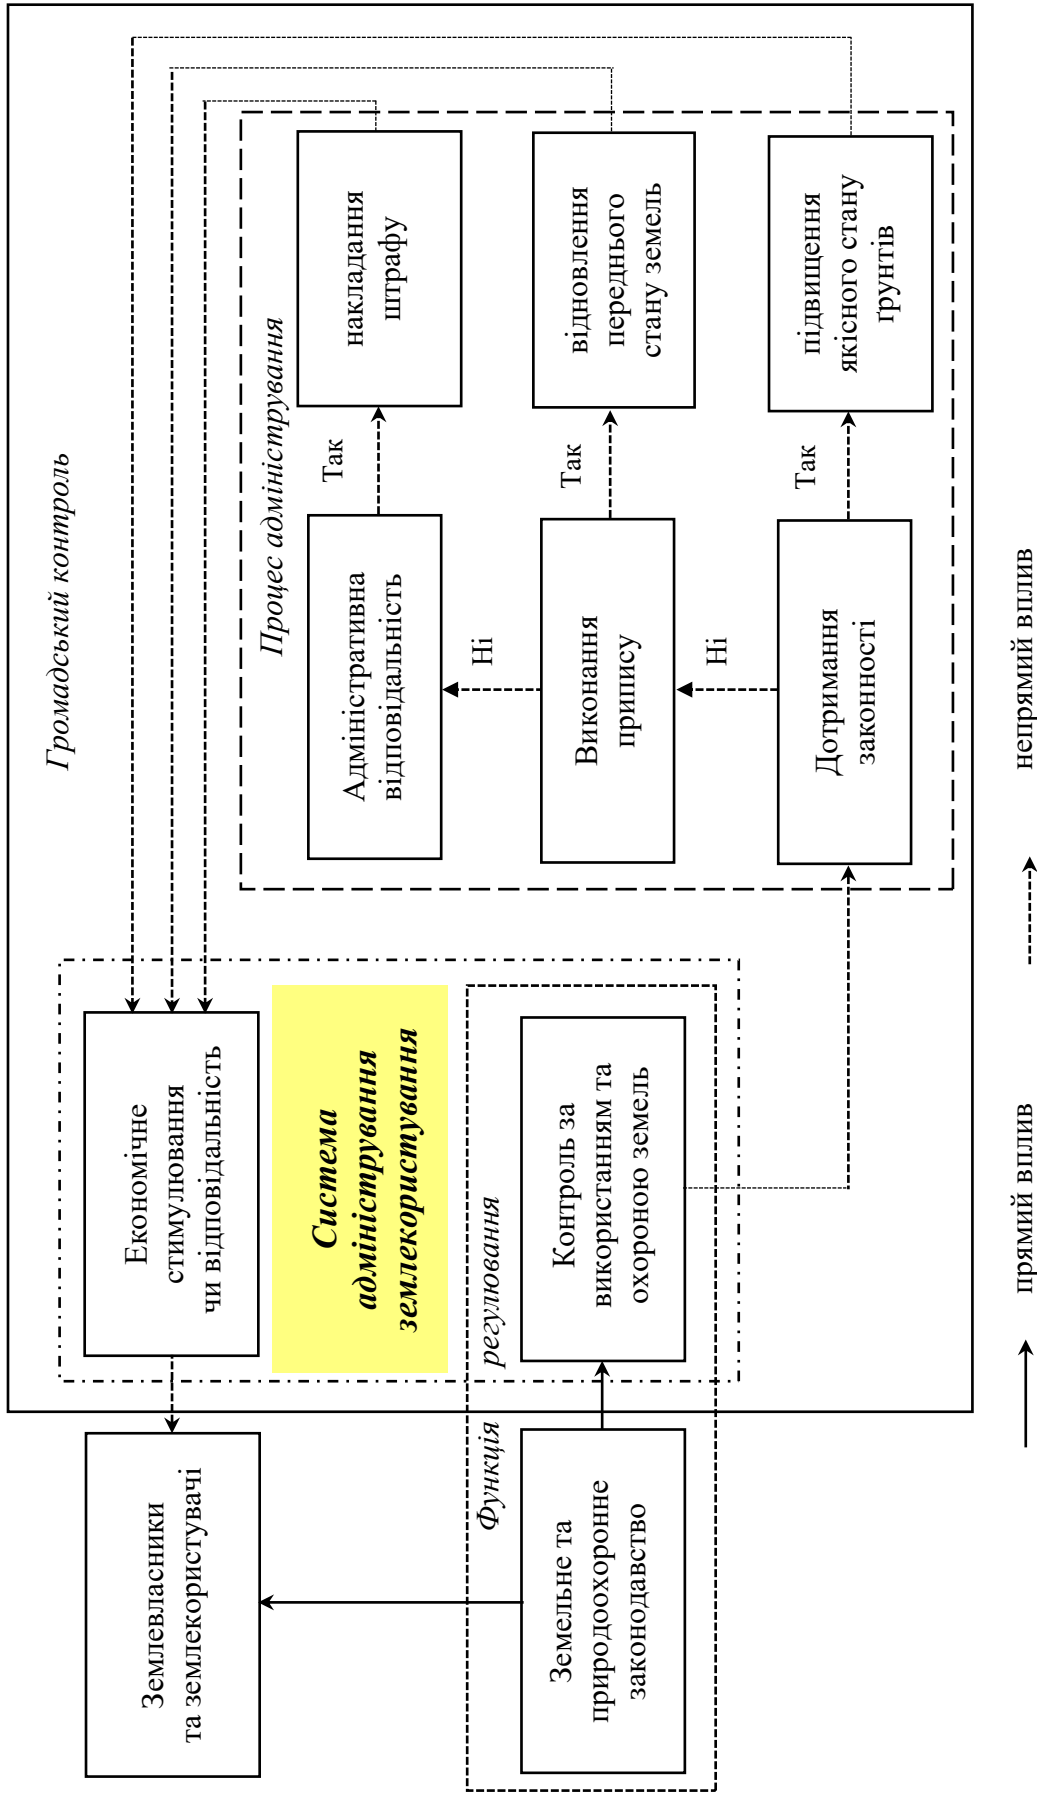 Громадський контроль
Землевласники
та землекористувачі
Економічне
стимулювання
чи відповідальність
Система
адміністрування
землекористування
Функція
регулювання
Земельне та
природоохоронне
законодавство
Контроль за
використанням та
охороною земель
Процес адміністрування
Адміністративна
відповідальність
Так
накладання
штрафу
Ні
Виконання
припису
Так
відновлення
переднього
стану земель
Ні
Дотримання
законності
Так
підвищення
якісного стану
ґрунтів
прямий вплив
непрямий вплив